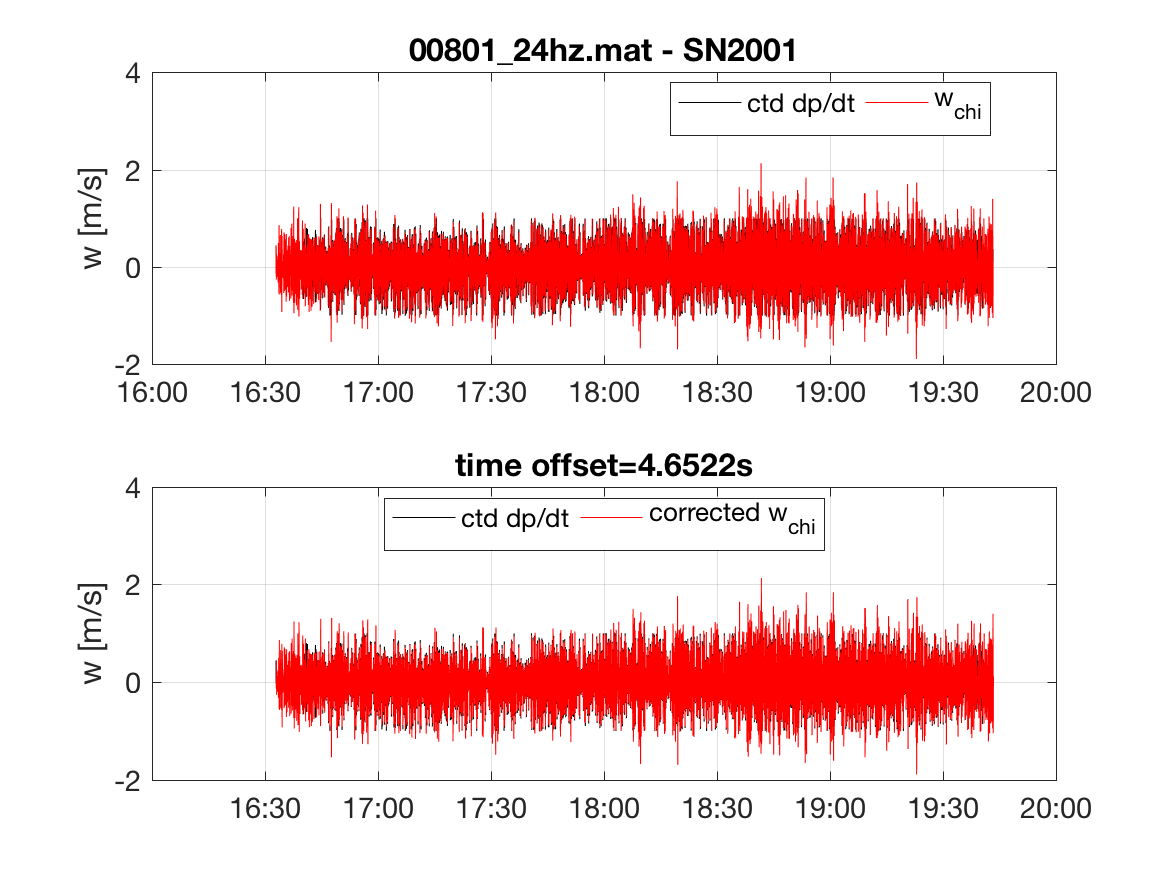 00801_24hz.mat - SN2001
4
ctd dp/dt w_chi
2
w [m/s]
0
-2
16:00 16:30 17:00 17:30 18:00 18:30 19:00 19:30 20:00
time offset=4.6522s
4
ctd dp/dt corrected w_chi
2
w [m/s]
0
-2
16:30 17:00 17:30 18:00 18:30 19:00 19:30 20:00